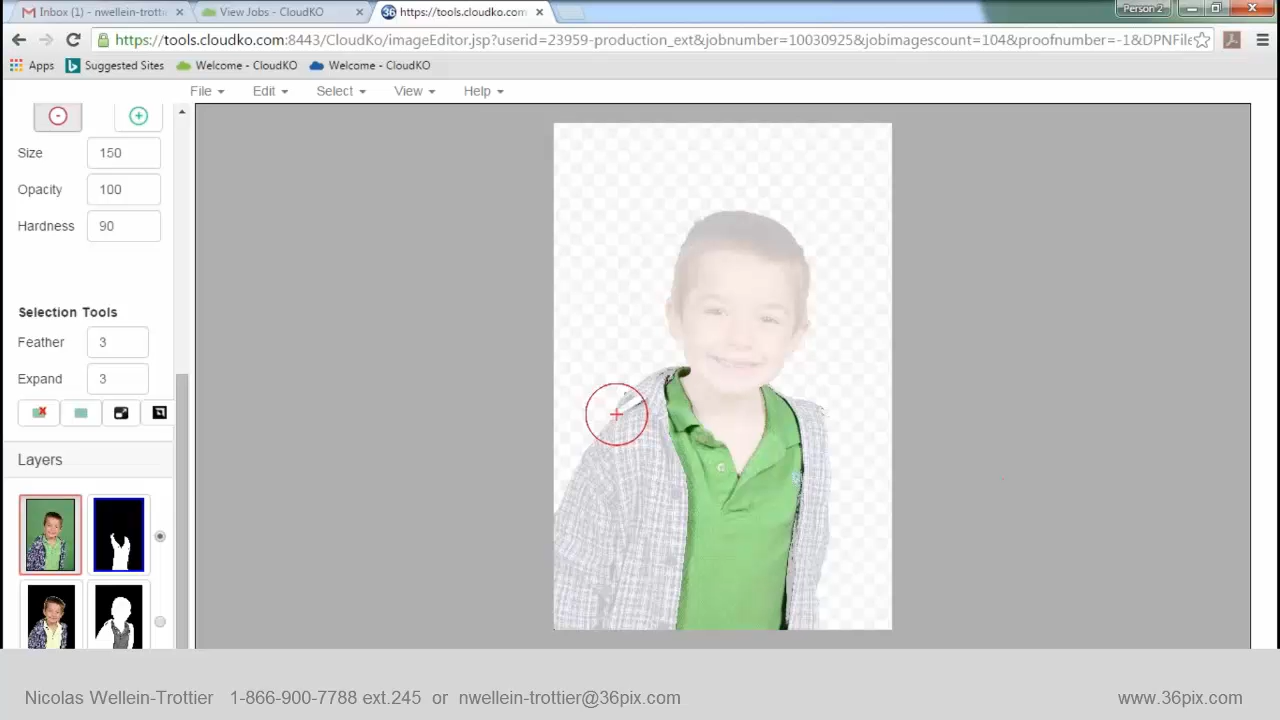 Inbox (1) - nwellein-trotti
View Jobs - CloudKO
36 https://tools.cloudko.com
Person 2
https://tools.cloudko.com:8443/CloudKo/imageEditor.jsp?userid=23959-production_ext&jobnumber=10030925&jobimagescount=104&proofnumber=-1&DPNFile
Apps
Suggested Sites
Welcome - CloudKO
Welcome - CloudKO
File
Edit
Select
View
Help
Size 150
Opacity 100
Hardness 90
Selection Tools
Feather 3
Expand 3
Layers
Nicolas Wellein-Trottier 1-866-900-7788 ext.245 or nwellein-trottier@36pix.com
www.36pix.com